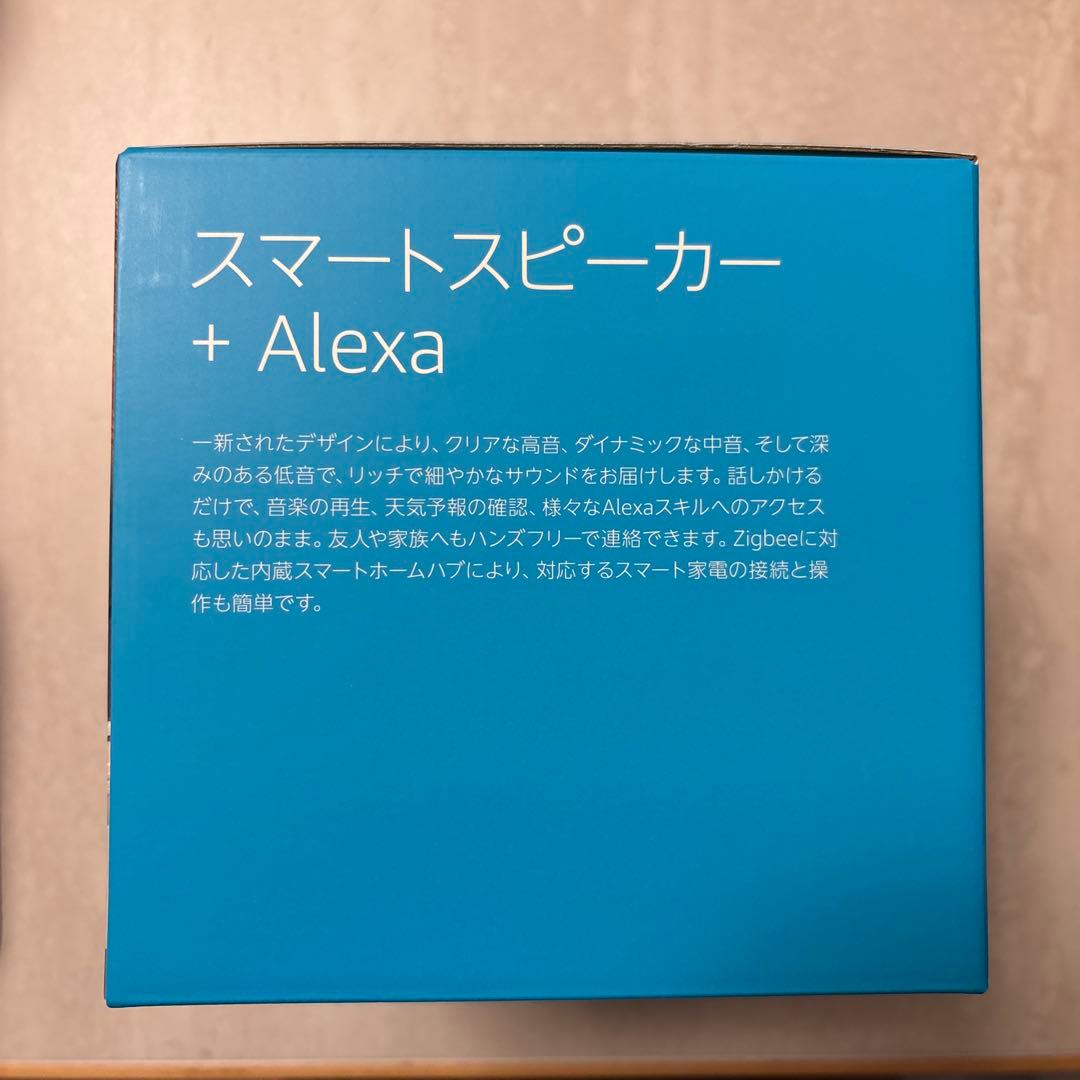 スマートスピーカー
+ Alexa
一新されたデザインにより、クリアな高音、ダイナミックな中音、そして深
みのある低音で、リッチで細やかなサウンドをお届けします。話しかける
だけで、音楽の再生、天気予報の確認、様々なAlexaスキルへのアクセス
も思いのまま。友人や家族へもハンズフリーで連絡できます。Zigbeeに対
応した内蔵スマートホームハブにより、対応するスマート家電の接続と操
作も簡単です。